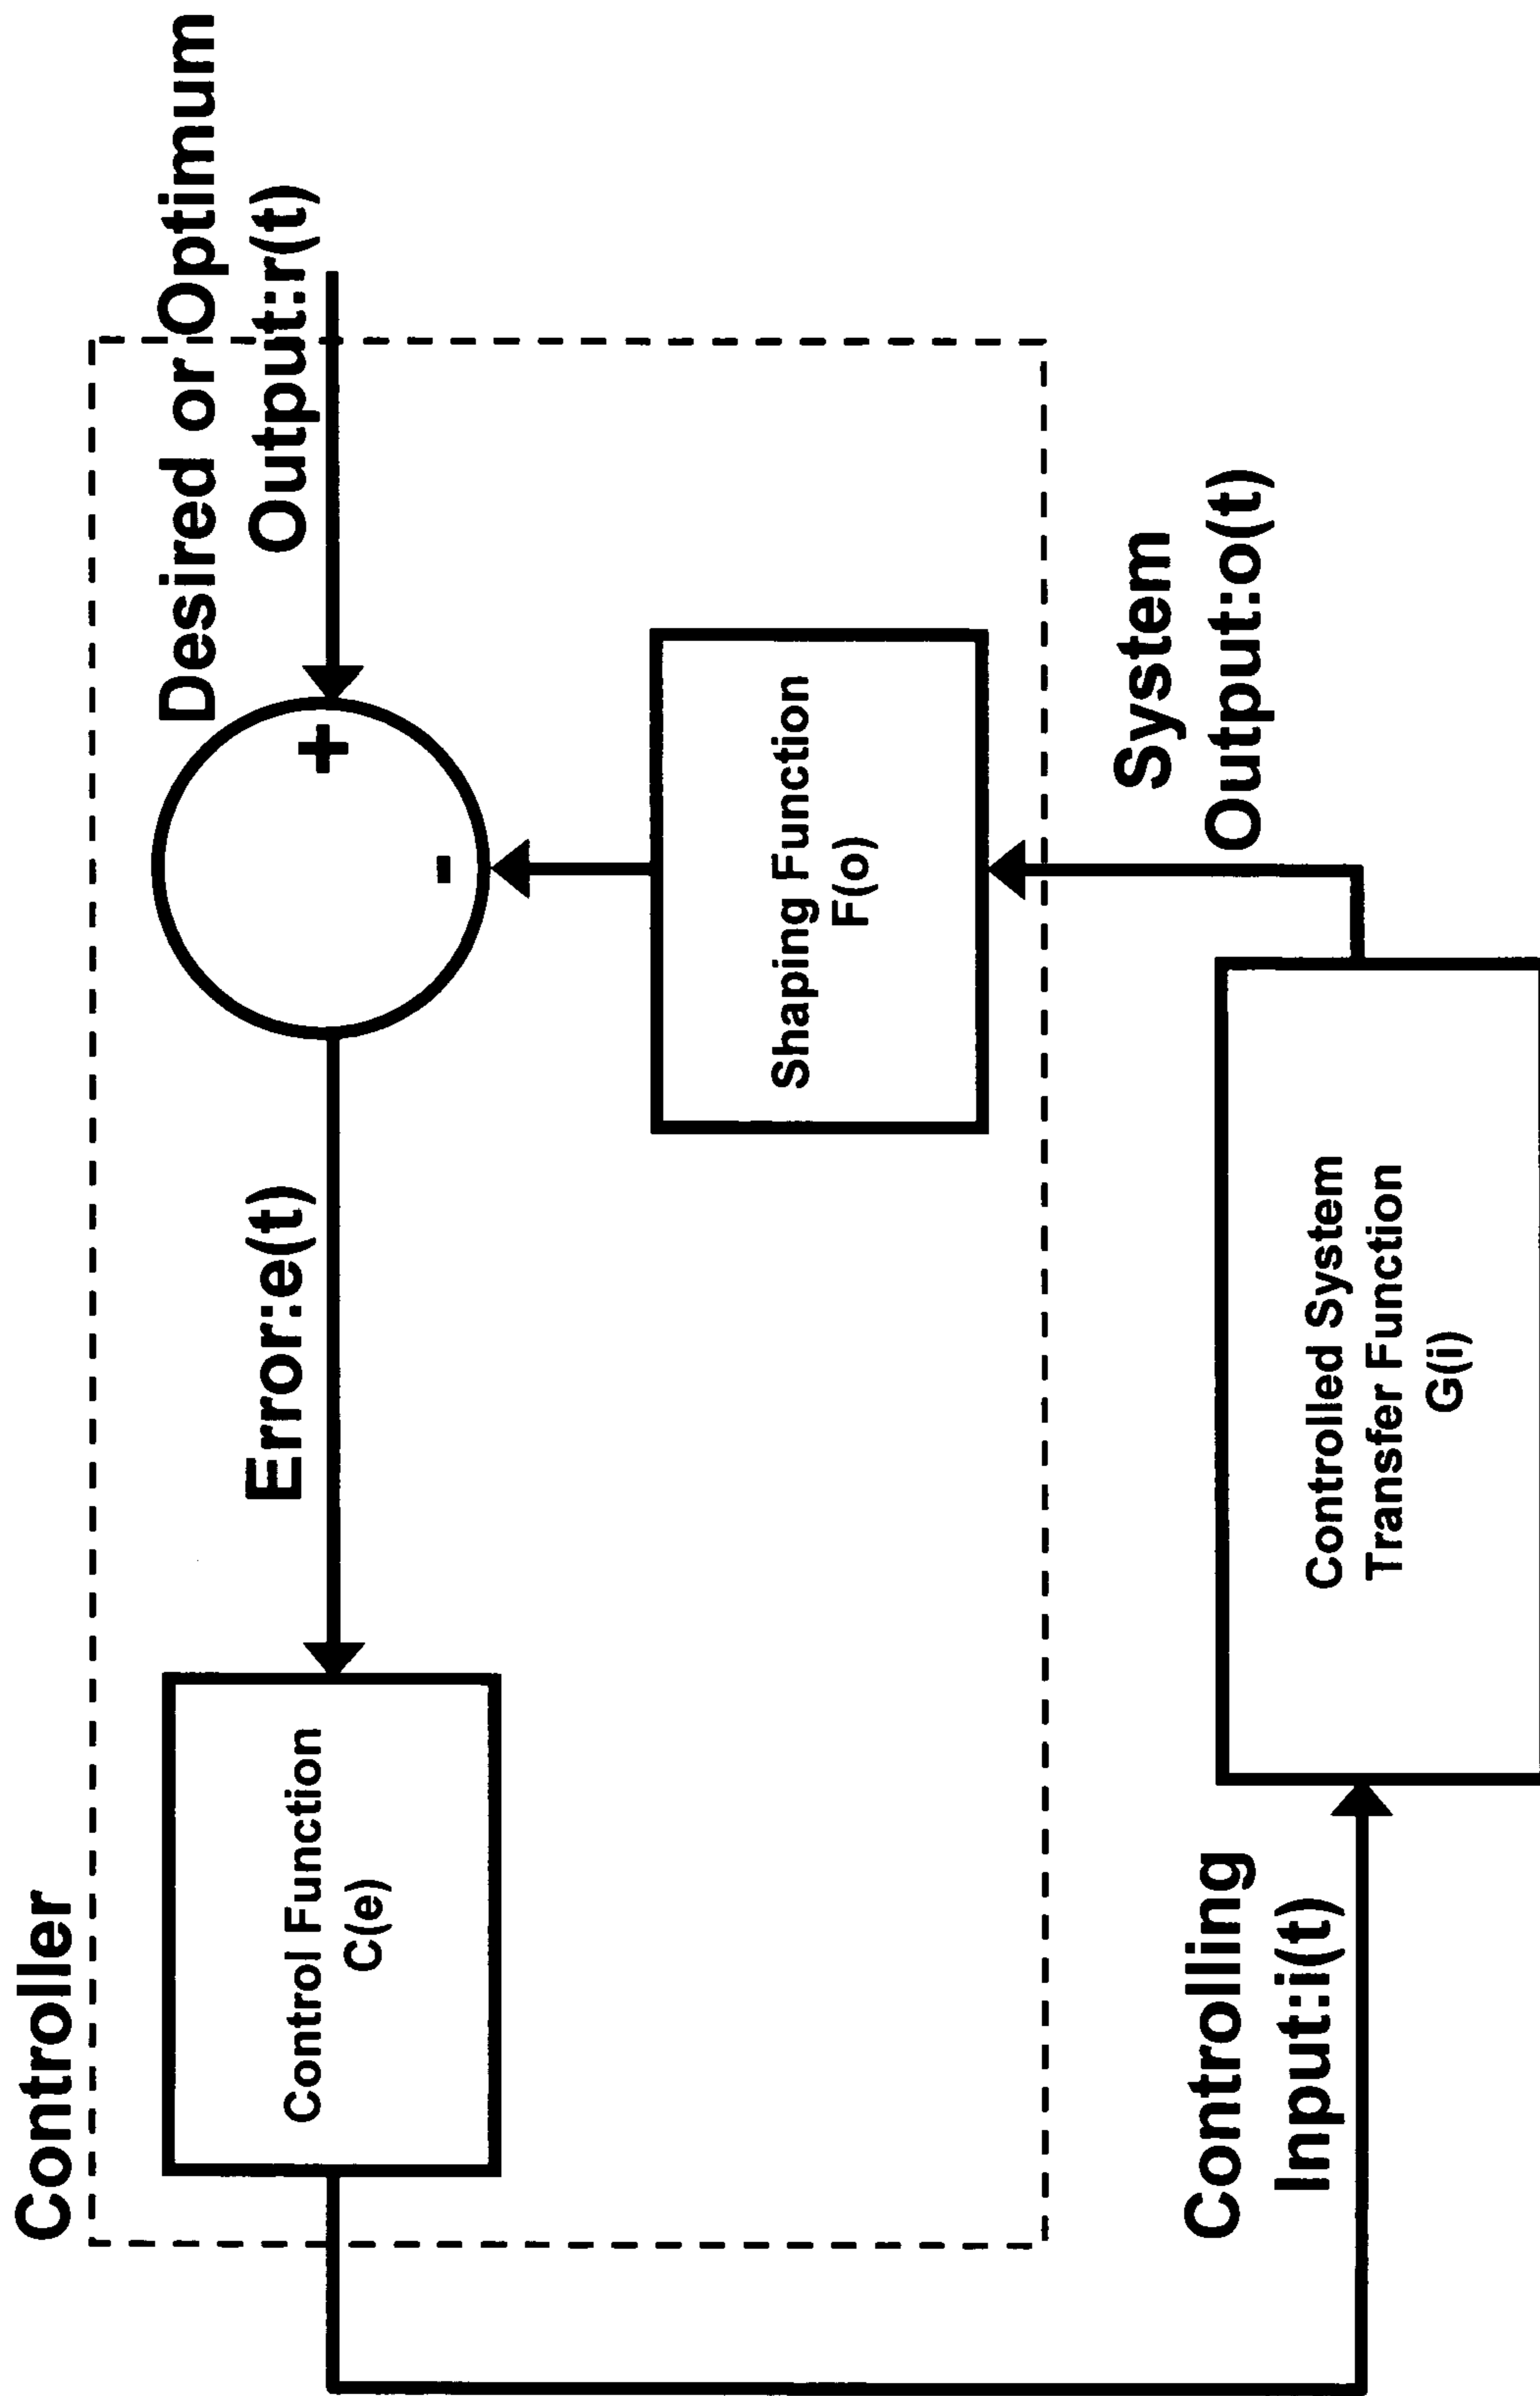 Controller
Desired or Optimum
Output:r(t)
+
-
Error:e(t)
Control Function
C(e)
Shaping Function
F(o)
System
Output:o(t)
Controlling
Input:i(t)
Controlled System
Transfer Function
G(i)